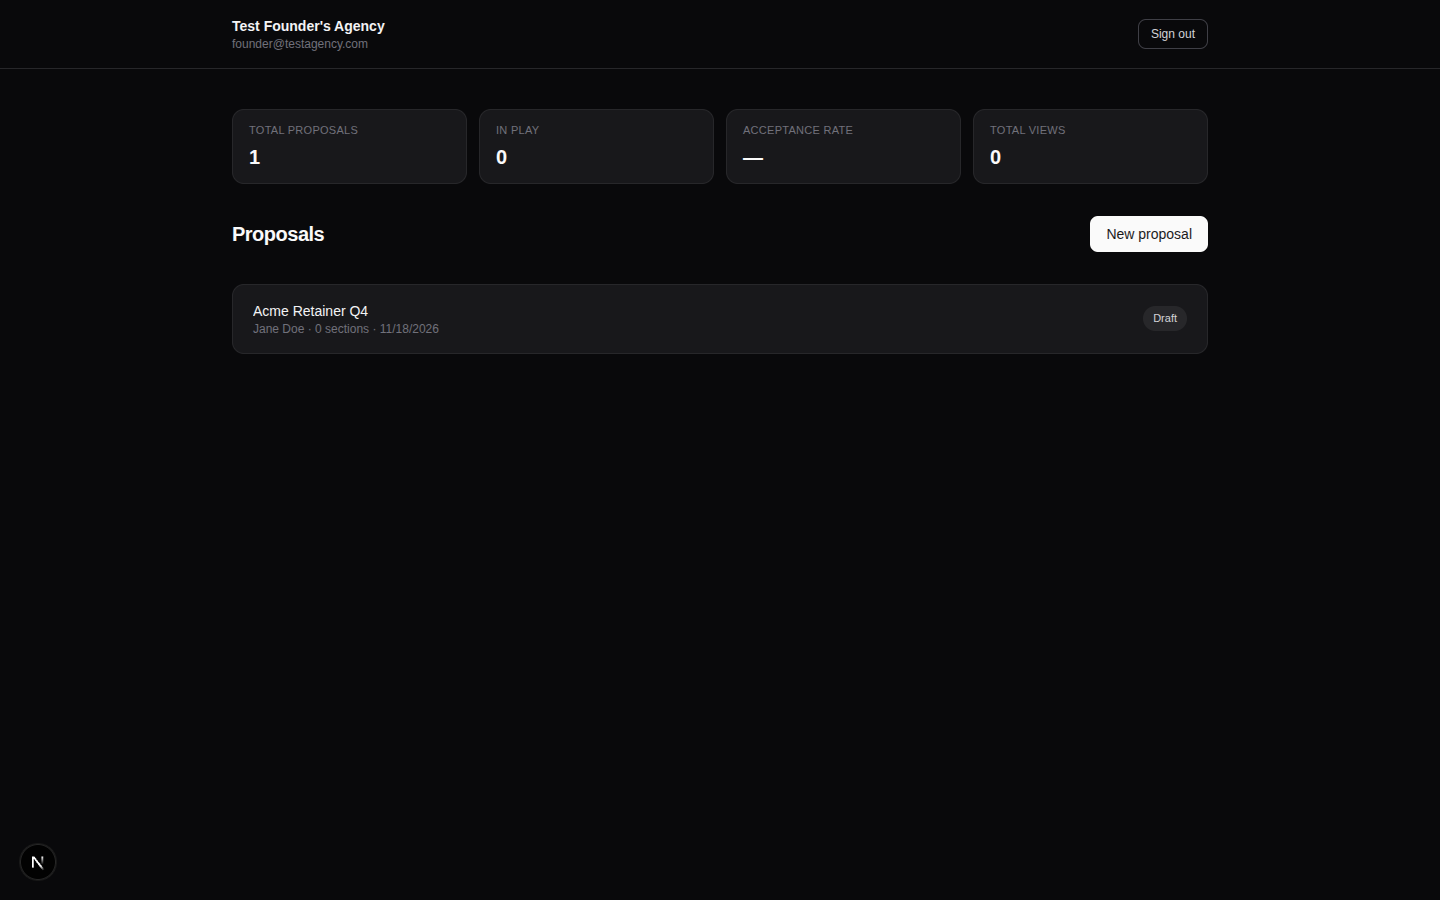 Test Founder's Agency
founder@testagency.com
Sign out
TOTAL PROPOSALS
1
IN PLAY
0
ACCEPTANCE RATE
—
TOTAL VIEWS
0
Proposals
New proposal
Acme Retainer Q4
Jane Doe · 0 sections · 11/18/2026
Draft
N